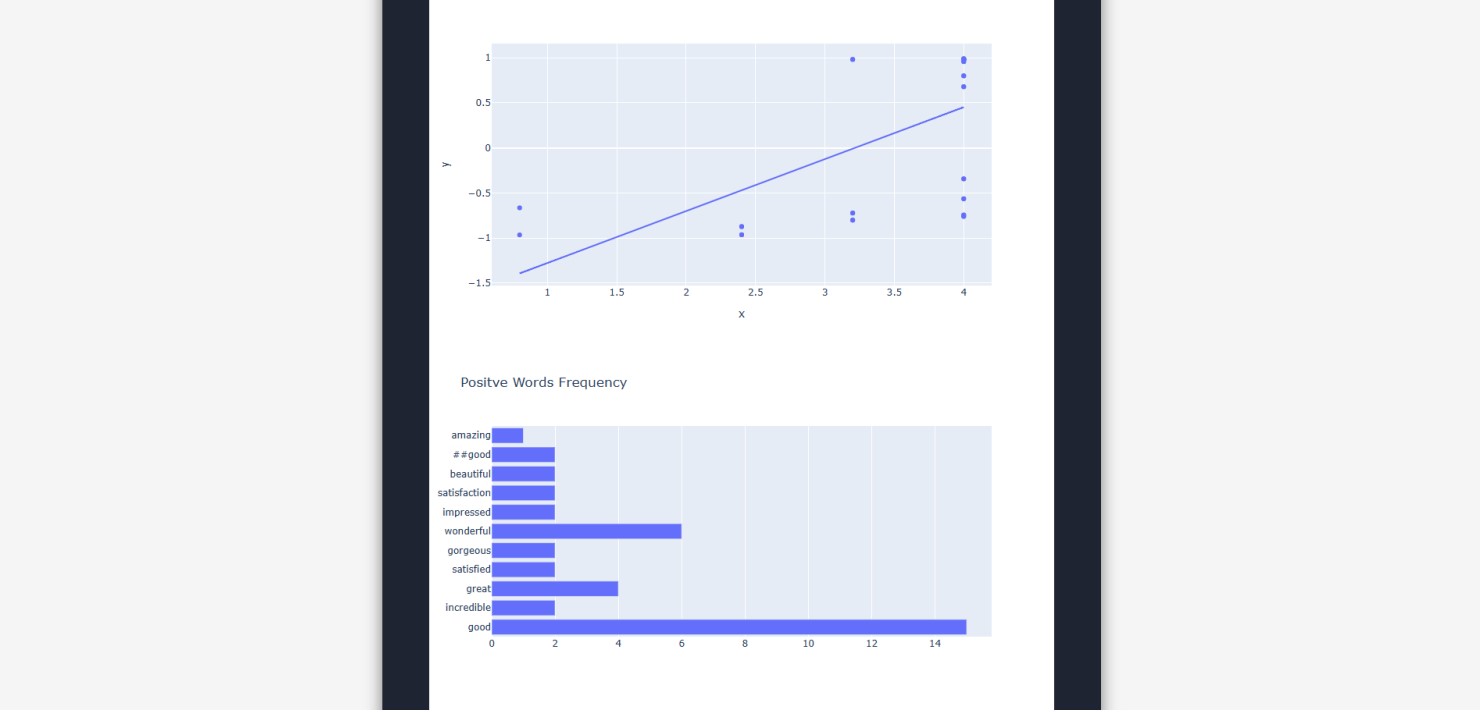 1
0.5
0
−0.5
−1
−1.5
y
1 1.5 2 2.5 3 3.5 4
x
Positve Words Frequency
amazing
##good
beautiful
satisfaction
impressed
wonderful
gorgeous
satisfied
great
incredible
good
0 2 4 6 8 10 12 14